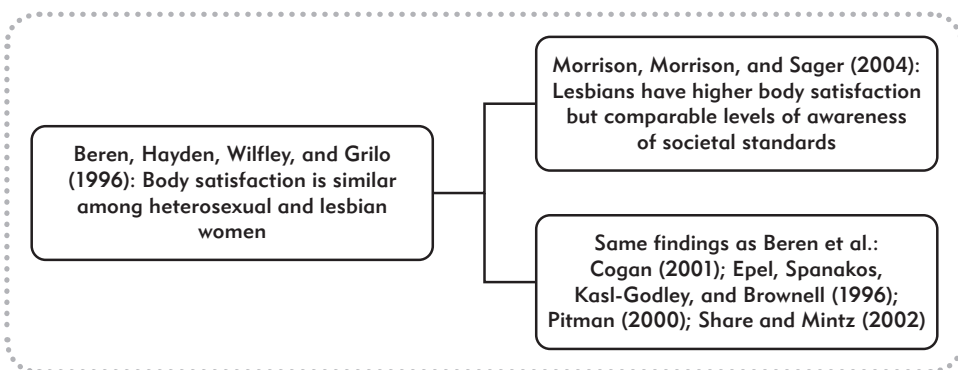 Beren, Hayden, Wilfley, and Grilo
(1996): Body satisfaction is similar
among heterosexual and lesbian
women
Morrison, Morrison, and Sager (2004):
Lesbians have higher body satisfaction
but comparable levels of awareness
of societal standards
Same findings as Beren et al.:
Cogan (2001); Epel, Spanakos,
Kasl-Godley, and Brownell (1996);
Pitman (2000); Share and Mintz (2002)